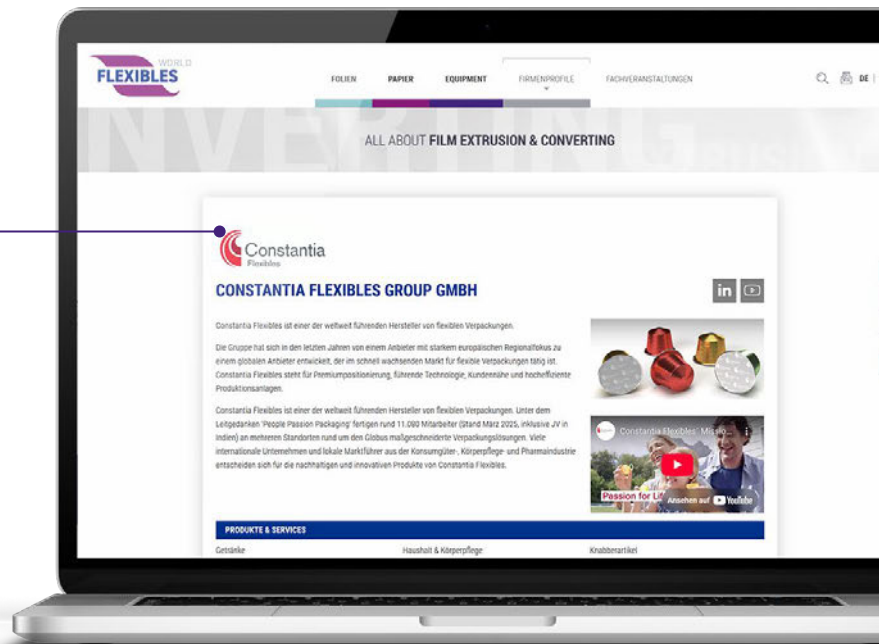 WORLD
FLEXIBLES
FOLIEN
PAPIER
EQUIPMENT
FIRMENPROFILE
FACHVERANSTALTUNGEN
DE |
ALL ABOUT FILM EXTRUSION & CONVERTING
Constantia
Flexibles
CONSTANTIA FLEXIBLES GROUP GMBH
in
Constantia Flexibles ist einer der weltweit führenden Hersteller von flexiblen Verpackungen.
Die Gruppe hat sich in den letzten Jahren von einem Anbieter mit starkem europäischen Regionalfokus zu
einem globalen Anbieter entwickelt, der im schnell wachsenden Markt für flexible Verpackungen tätig ist.
Constantia Flexibles steht für Premiumpositionierung, führende Technologie, Kundennähe und hocheffiziente
Produktionsanlagen.
Constantia Flexibles ist einer der weltweit führenden Hersteller von flexiblen Verpackungen. Unter dem
Leitgedanken 'People Passion Packaging' fertigen rund 11.080 Mitarbeiter (Stand März 2025, inklusive JV in
Indien) an mehreren Standorten rund um den Globus maßgeschneiderte Verpackungslösungen. Viele
internationale Unternehmen und lokale Marktführer aus der Konsumgüter-, Körperpflege- und Pharmaindustrie
entscheiden sich für die nachhaltigen und innovativen Produkte von Constantia Flexibles.
Constantia Flexibles' Missio...
Passion for Lif
Ansehen auf YouTube
PRODUKTE & SERVICES
Getränke
Haushalt & Körperpflege
Knabberartikel